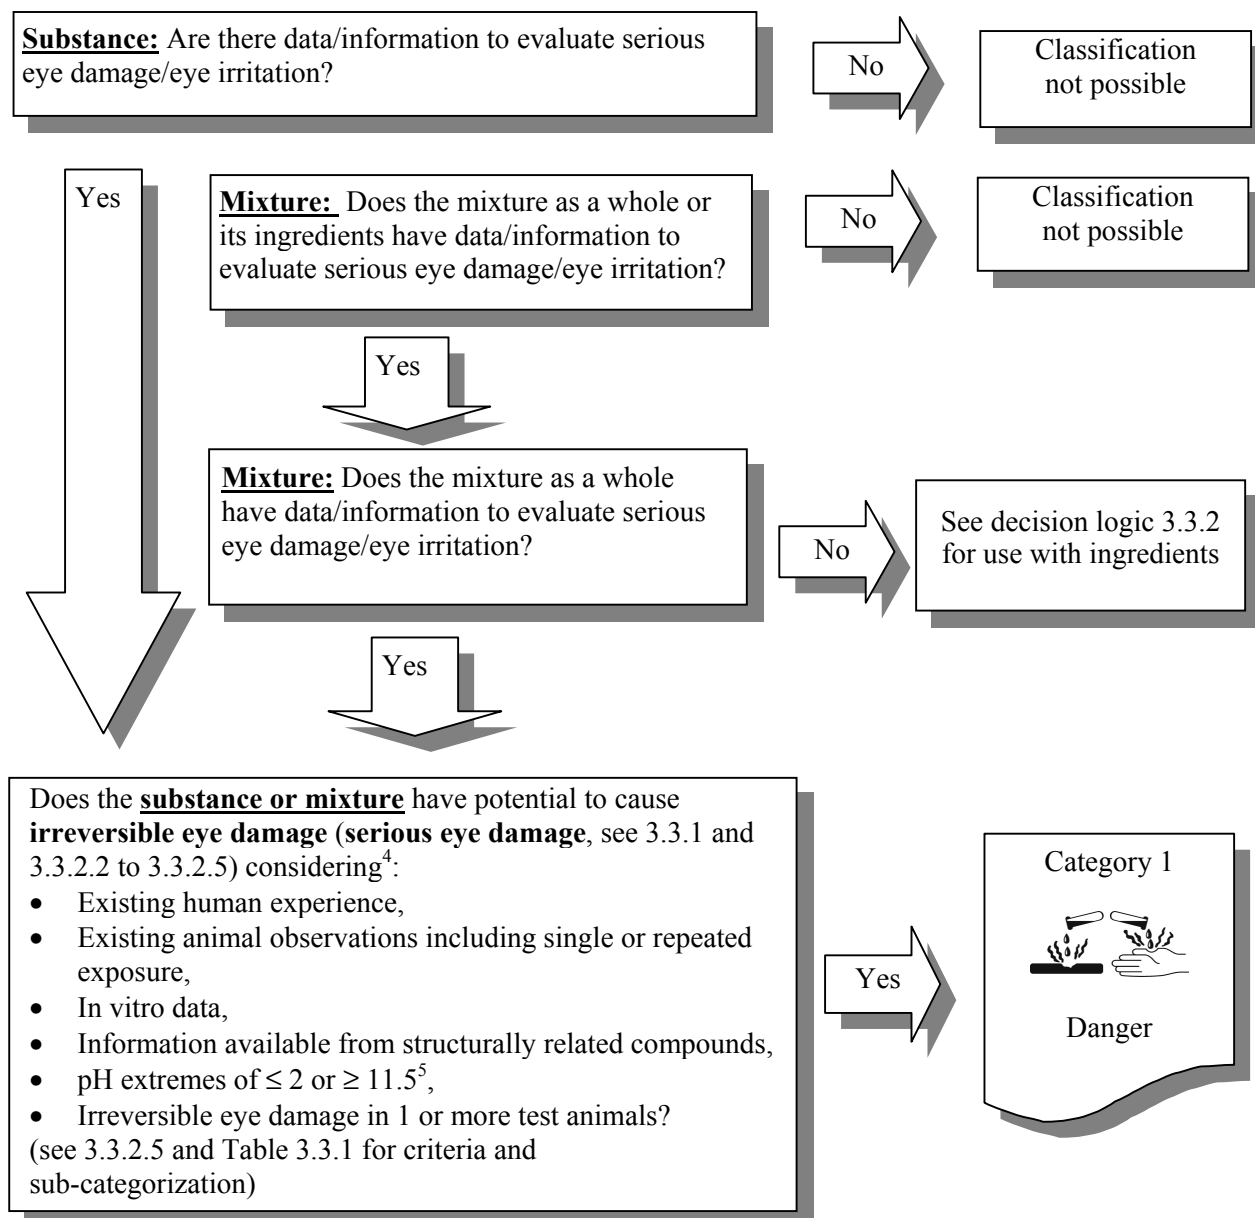 Substance: Are there data/information to evaluate serious
eye damage/eye irritation?
No
Classification
not possible
Yes
Mixture: Does the mixture as a whole or
its ingredients have data/information to
evaluate serious eye damage/eye irritation?
No
Classification
not possible
Yes
Mixture: Does the mixture as a whole
have data/information to evaluate serious
eye damage/eye irritation?
No
See decision logic 3.3.2
for use with ingredients
Yes
Does the substance or mixture have potential to cause
irreversible eye damage (serious eye damage, see 3.3.1 and
3.3.2.2 to 3.3.2.5) considering⁴:
• Existing human experience,
• Existing animal observations including single or repeated
exposure,
• In vitro data,
• Information available from structurally related compounds,
• pH extremes of ≤ 2 or ≥ 11.5⁵,
• Irreversible eye damage in 1 or more test animals?
(see 3.3.2.5 and Table 3.3.1 for criteria and
sub-categorization)
Yes
Category 1
Danger